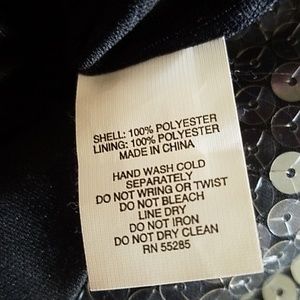 SHELL: 100% POLYESTER
LINING: 100% POLYESTER
MADE IN CHINA
HAND WASH COLD
SEPARATELY
DO NOT WRING OR TWIST
DO NOT BLEACH
LINE DRY
DO NOT IRON
DO NOT DRY CLEAN
RN 55285